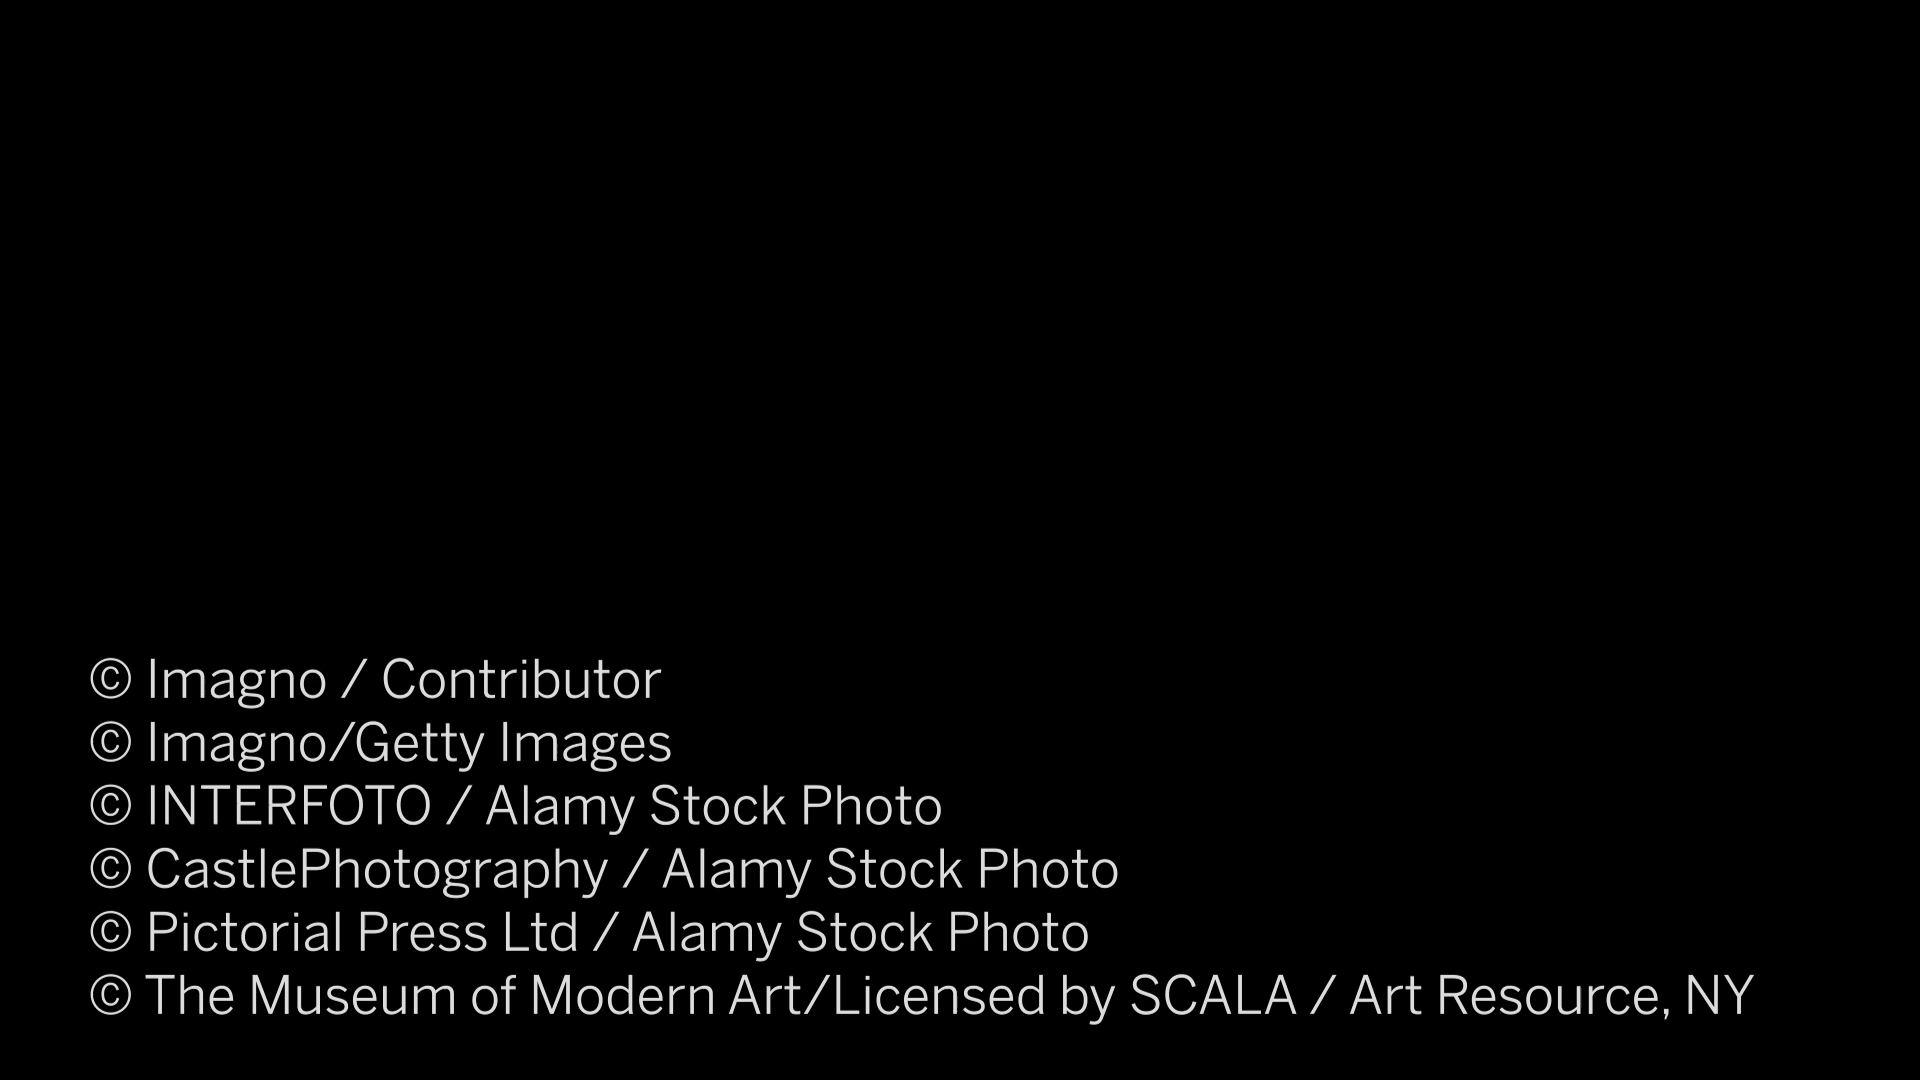 © Imagno / Contributor
© Imagno/Getty Images
© INTERFOTO / Alamy Stock Photo
© CastlePhotography / Alamy Stock Photo
© Pictorial Press Ltd / Alamy Stock Photo
© The Museum of Modern Art/Licensed by SCALA / Art Resource, NY